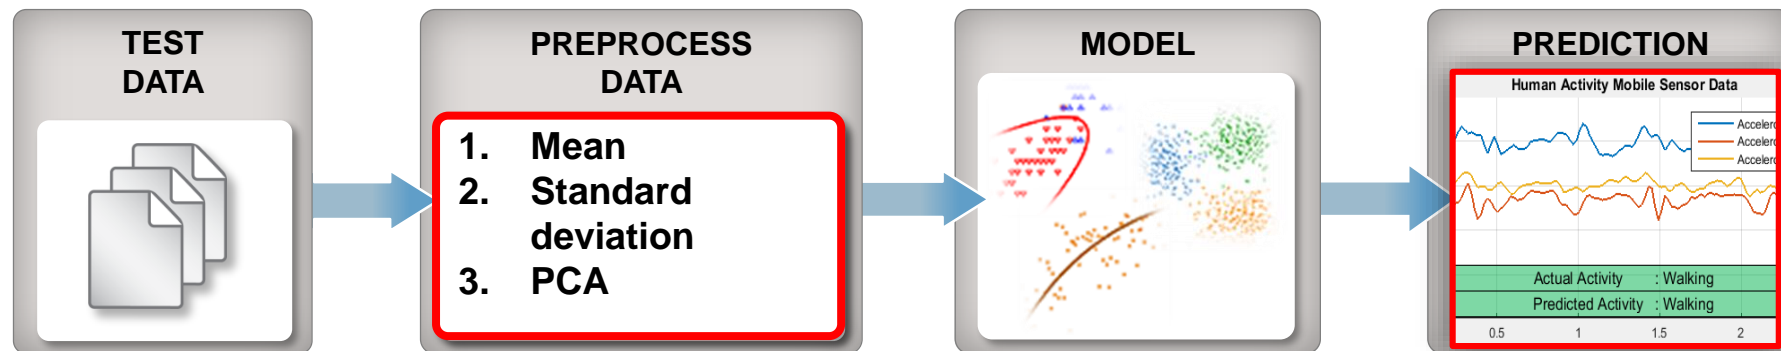 TEST
DATA
PREPROCESS
DATA
1. Mean
2. Standard
deviation
3. PCA
MODEL
PREDICTION
Human Activity Mobile Sensor Data
Actual Activity : Walking
Predicted Activity : Walking
0.5 1 1.5 2